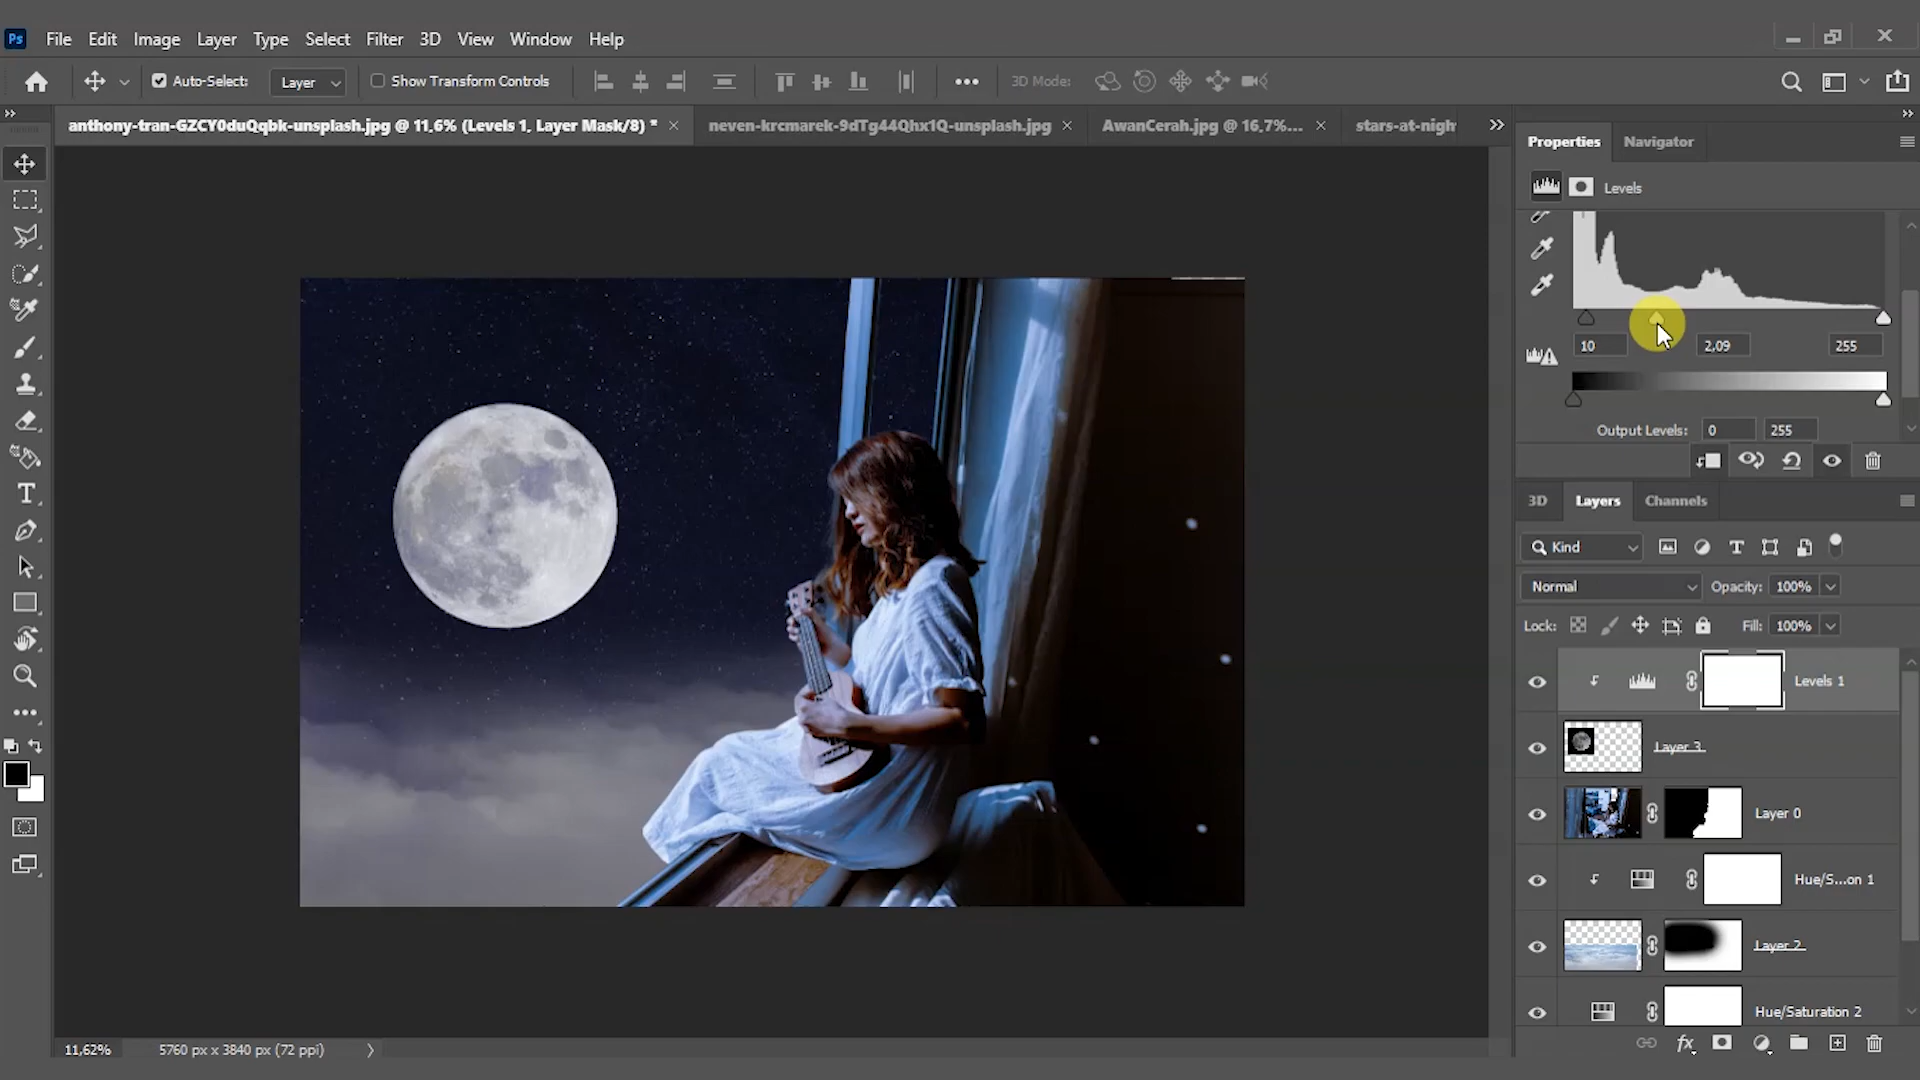 Ps File Edit Image Layer Type Select Filter 3D View Window Help
Auto-Select: Layer Show Transform Controls 3D Mode:
anthony-tran-GZCY0duQqbk-unsplash.jpg @ 11,6% (Levels 1, Layer Mask/8) * neven-krcmarek-9dTg44Qhx1Q-unsplash.jpg AwanCerah.jpg @ 16,7%... stars-at-nigh
Properties Navigator
Levels
10 2,09 255
Output Levels: 0 255
3D Layers Channels
Kind
Normal Opacity: 100%
Lock: Fill: 100%
Levels 1
Layer 3
Layer 0
Hue/S...on 1
Layer 2
Hue/Saturation 2
fx
11,62% 5760 px x 3840 px (72 ppi)